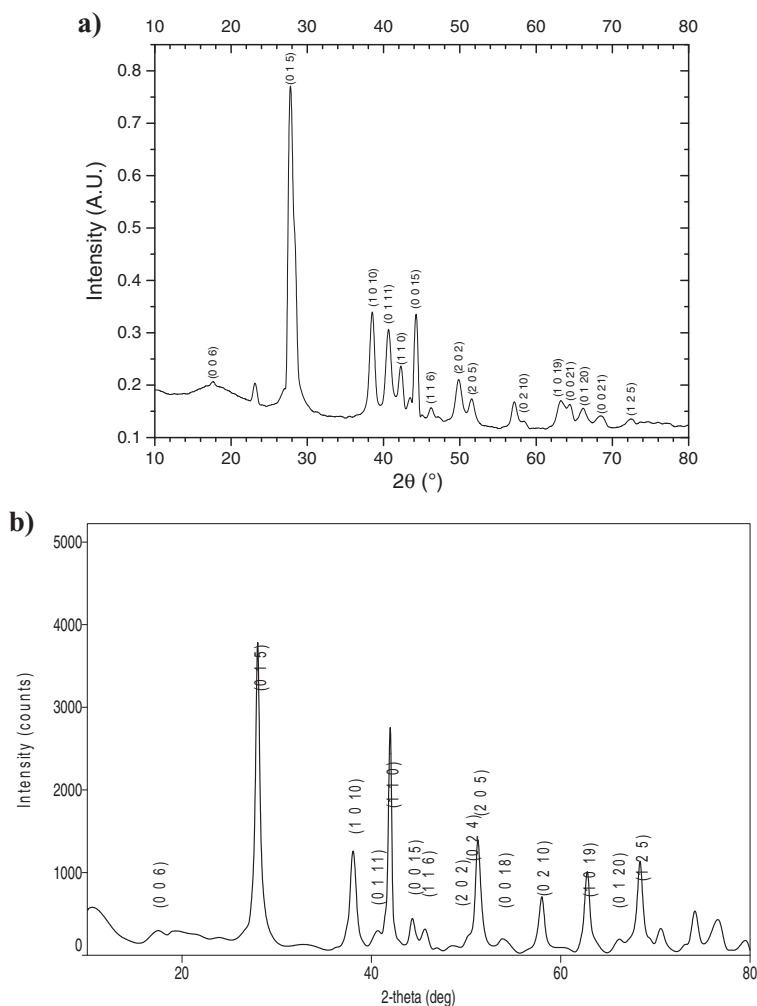 a)
10 20 30 40 50 60 70 80
0.8
0.7
0.6
0.5
0.4
0.3
0.2
0.1
Intensity (A.U.)
(0 0 6)
(0 1 5)
(1 0 10)
(0 1 11)
(1 1 0)
(0 0 15)
(1 1 6)
(2 0 2)
(2 0 5)
(0 2 10)
(1 0 19)
(0 0 21)
(0 1 20)
(0 0 21)
(1 2 5)
10 20 30 40 50 60 70 80
2θ (°)
b)
5000
4000
3000
2000
1000
0
Intensity (counts)
(0 0 6)
(0 1 5)
(1 0 10)
(0 1 11)
(1 1 0)
(0 0 15)
(1 1 6)
(2 0 2)
(0 2 4)
(2 0 5)
(0 0 18)
(0 2 10)
(1 0 19)
(0 1 20)
(1 2 5)
20 40 60 80
2-theta (deg)